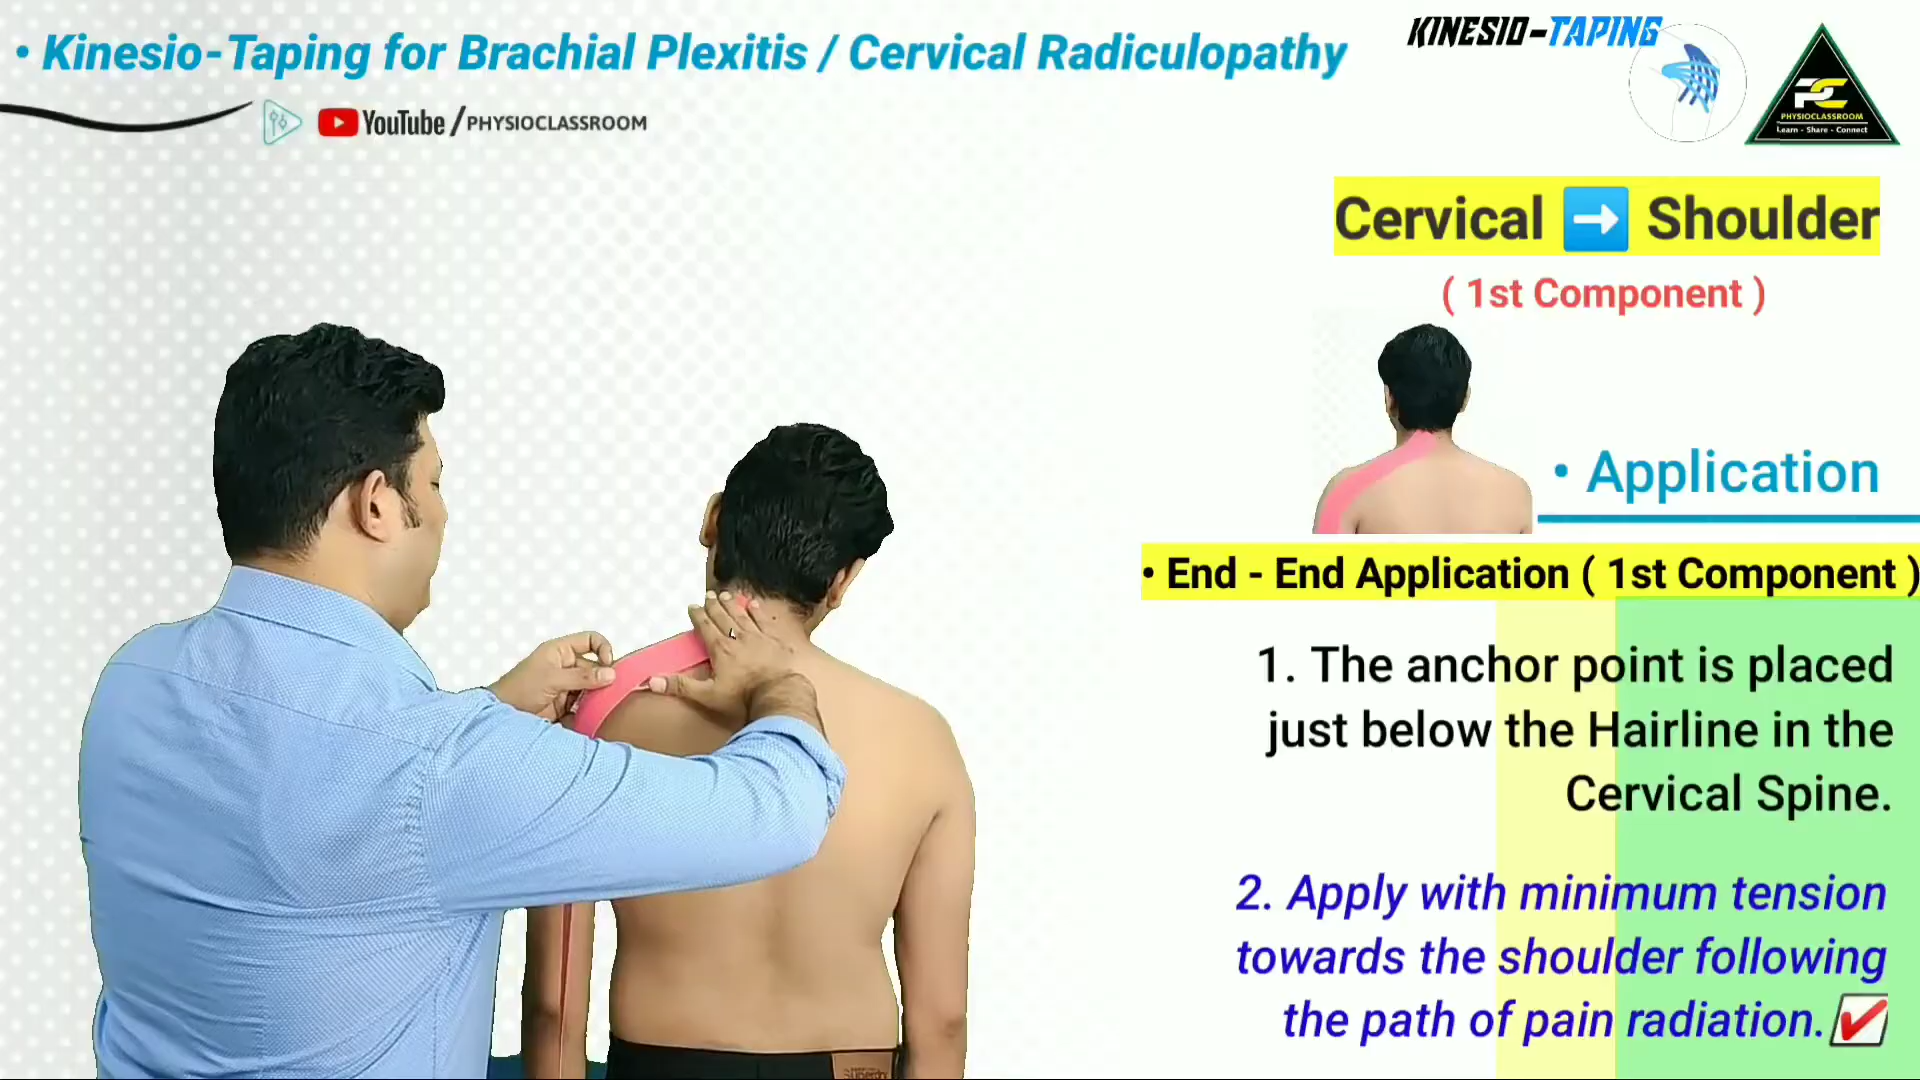 • Kinesio-Taping for Brachial Plexitis / Cervical Radiculopathy
KINESIO-TAPING
YouTube /PHYSIOCLASSROOM
PC
PHYSIOCLASSROOM
Learn - Share - Connect
Cervical ➡ Shoulder
( 1st Component )
• Application
• End - End Application ( 1st Component )
1. The anchor point is placed
just below the Hairline in the
Cervical Spine.
2. Apply with minimum tension
towards the shoulder following
the path of pain radiation.
Superdry